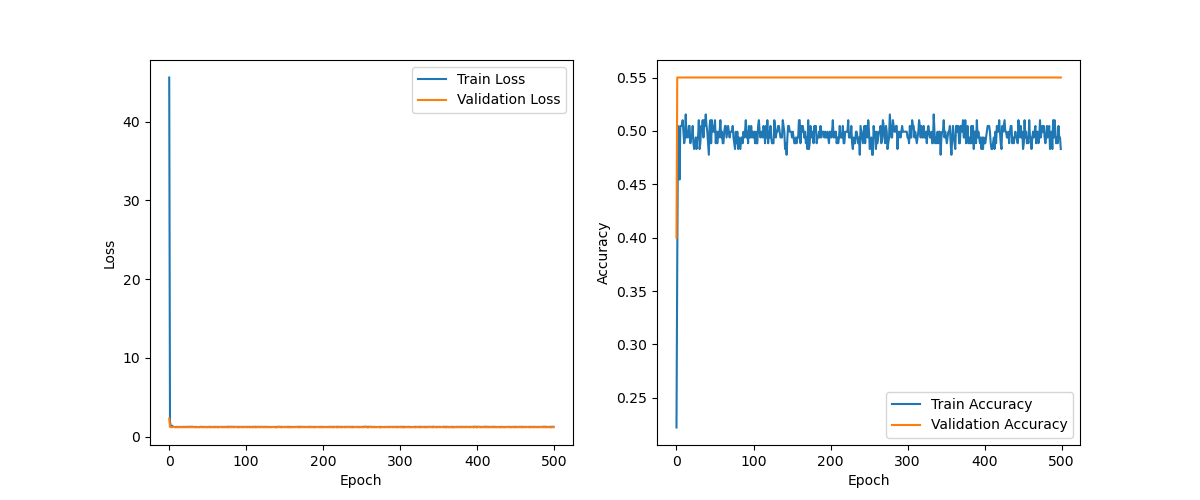 Train Loss
Validation Loss
40
30
20
10
0
0 100 200 300 400 500
Loss
Epoch
0.55
0.50
0.45
0.40
0.35
0.30
0.25
0 100 200 300 400 500
Accuracy
Epoch
Train Accuracy
Validation Accuracy